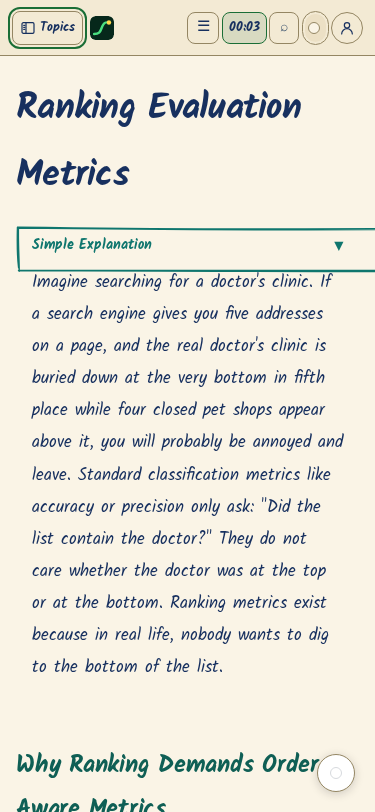 Topics
00:03
Ranking Evaluation
Metrics
Simple Explanation
Imagine searching for a doctor's clinic. If
a search engine gives you five addresses
on a page, and the real doctor's clinic is
buried down at the very bottom in fifth
place while four closed pet shops appear
above it, you will probably be annoyed and
leave. Standard classification metrics like
accuracy or precision only ask: "Did the
list contain the doctor?" They do not
care whether the doctor was at the top
or at the bottom. Ranking metrics exist
because in real life, nobody wants to dig
to the bottom of the list.
Why Ranking Demands Order
Aware Metrics